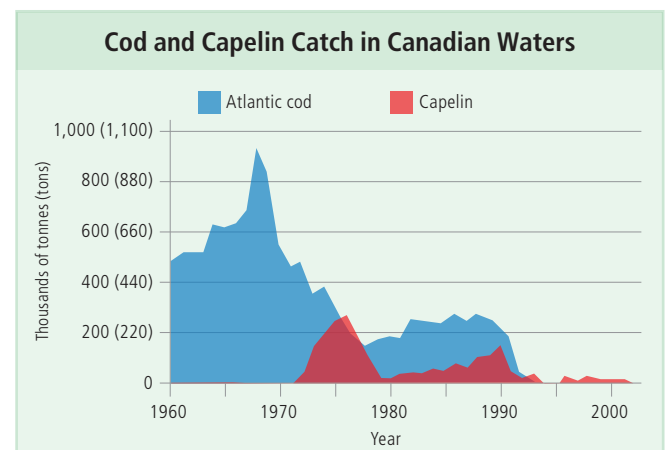 Cod and Capelin Catch in Canadian Waters
Atlantic cod
Capelin
Thousands of tonnes (tons)
1,000 (1,100)
800 (880)
600 (660)
400 (440)
200 (220)
0
1960 1970 1980 1990 2000
Year